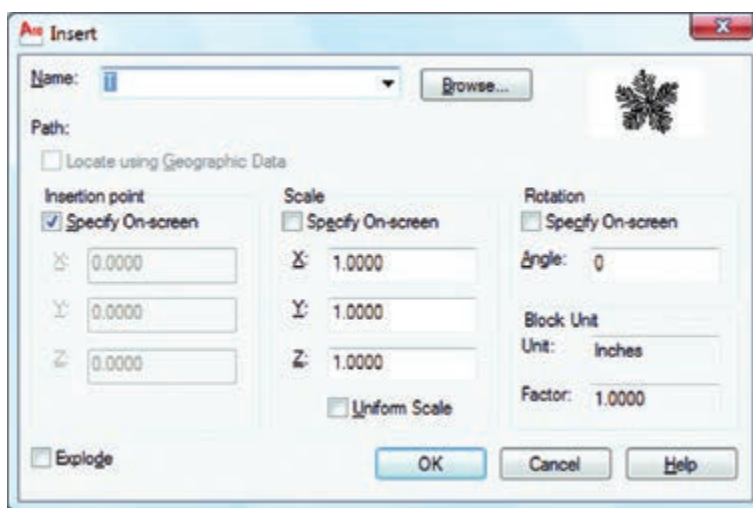 Insert
Name: T Browse...
Path:
Locate using Geographic Data
Insertion point
Specify On-screen
X: 0.0000
Y: 0.0000
Z: 0.0000
Scale
Specify On-screen
X: 1.0000
Y: 1.0000
Z: 1.0000
Uniform Scale
Rotation
Specify On-screen
Angle: 0
Block Unit
Unit: Inches
Factor: 1.0000
Explode
OK Cancel Help